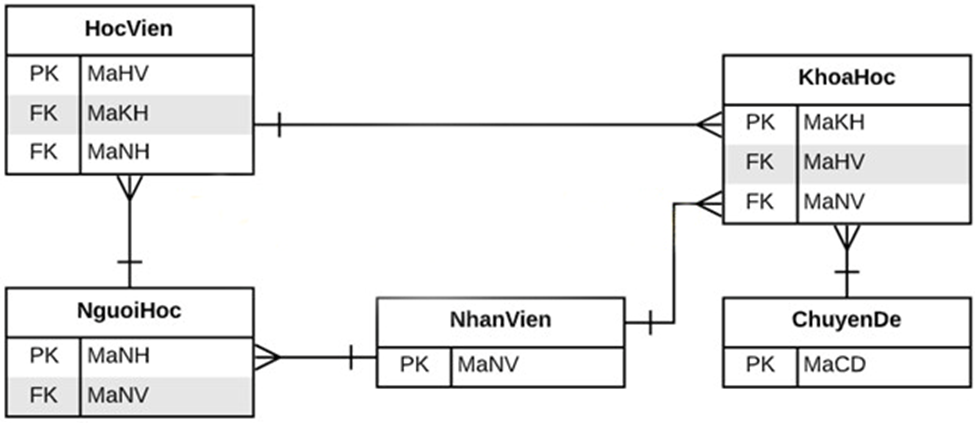 HocVien
PK MaHV
FK MaKH
FK MaNH
KhoaHoc
PK MaKH
FK MaHV
FK MaNV
NguoiHoc
PK MaNH
FK MaNV
NhanVien
PK MaNV
ChuyenDe
PK MaCD